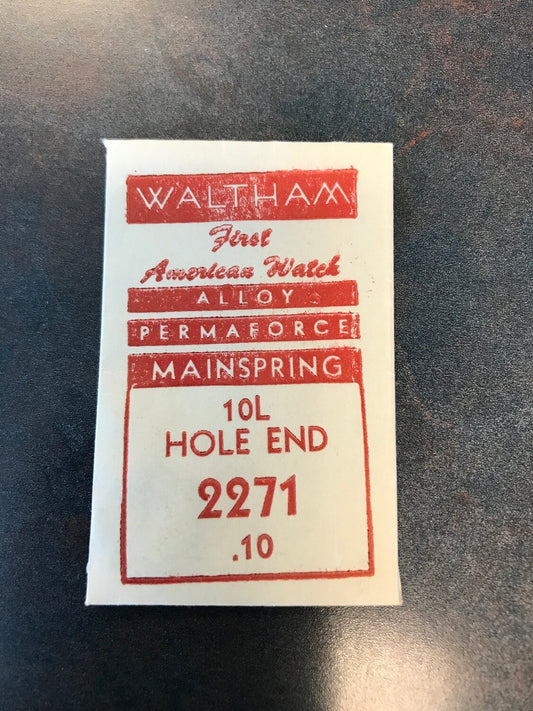 WALTHAM
First
American Watch
ALLOY
PERMAFORCE
MAINSPRING
10L
HOLE END
2271
.10